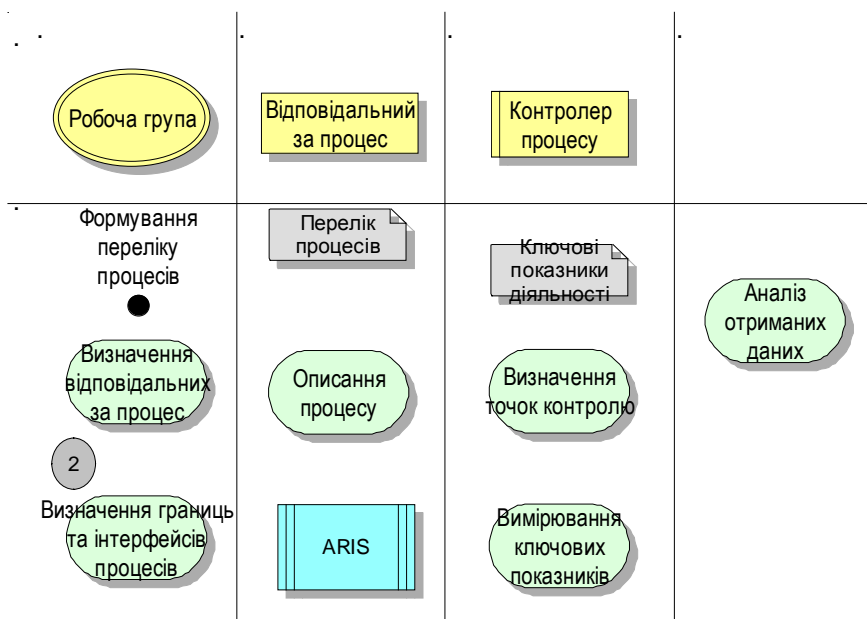 Робоча група
Відповідальний
за процес
Контролер
процесу
Формування
переліку
процесів
Перелік
процесів
Ключові
показники
діяльності
Аналіз
отриманих
даних
Визначення
відповідальних
за процес
Описання
процесу
Визначення
точок контролю
2
Визначення границь
та інтерфейсів
процесів
ARIS
Вимірювання
ключових
показників